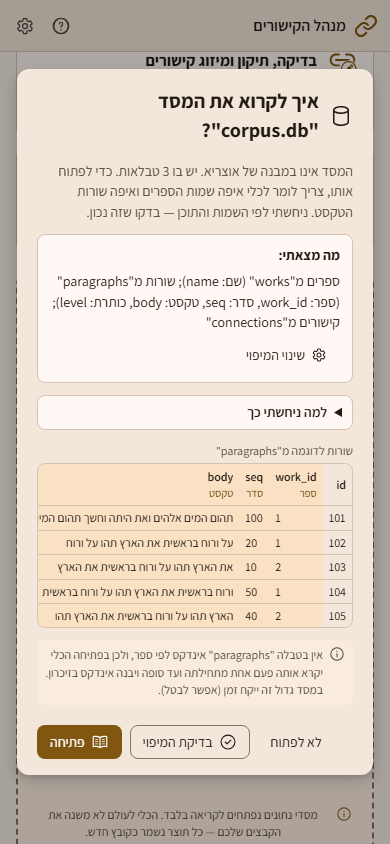 מנהל הקישורים
בדיקה, תיקון ומיזוג קישורים
איך לקרוא את המסד
"corpus.db"?
המסד אינו במבנה של אוצריא. יש בו 3 טבלאות. כדי לפתוח
אותו, צריך לומר לכלי איפה שמות הספרים ואיפה שורות
הטקסט. ניחשתי לפי השמות והתוכן — בדקו שזה נכון.
מה מצאתי:
ספרים מ"works" (שם: name); שורות מ"paragraphs"
(ספר: work_id, סדר: seq, טקסט: body, כותרת: level);
קישורים מ"connections"
שינוי המיפוי
למה ניחשתי כך
שורות לדוגמה מ"paragraphs"
id work_id seq body
ספר סדר טקסט
101 1 100 תהום המים אלהים ואת היתה וחשך תהום המי
102 1 20 על ורוח בראשית את הארץ תהו על ורוח
103 2 10 את הארץ תהו על ורוח בראשית את הארץ
104 1 50 ורוח בראשית את הארץ תהו על ורוח בראשית
105 2 40 על ורוח בראשית את הארץ תהו
אין בטבלה "paragraphs" אינדקס לפי ספר, ולכן בפתיחה הכלי
יקרא אותה פעם אחת מתחילתה ועד סופה ויבנה אינדקס בזיכרון.
במסד גדול זה ייקח זמן (אפשר לבטל).
לא לפתוח
בדיקת המיפוי
פתיחה
מסדי נתונים נפתחים לקריאה בלבד. הכלי לעולם לא משנה את
הקבצים שלכם — כל תוצר נשמר כקובץ חדש.